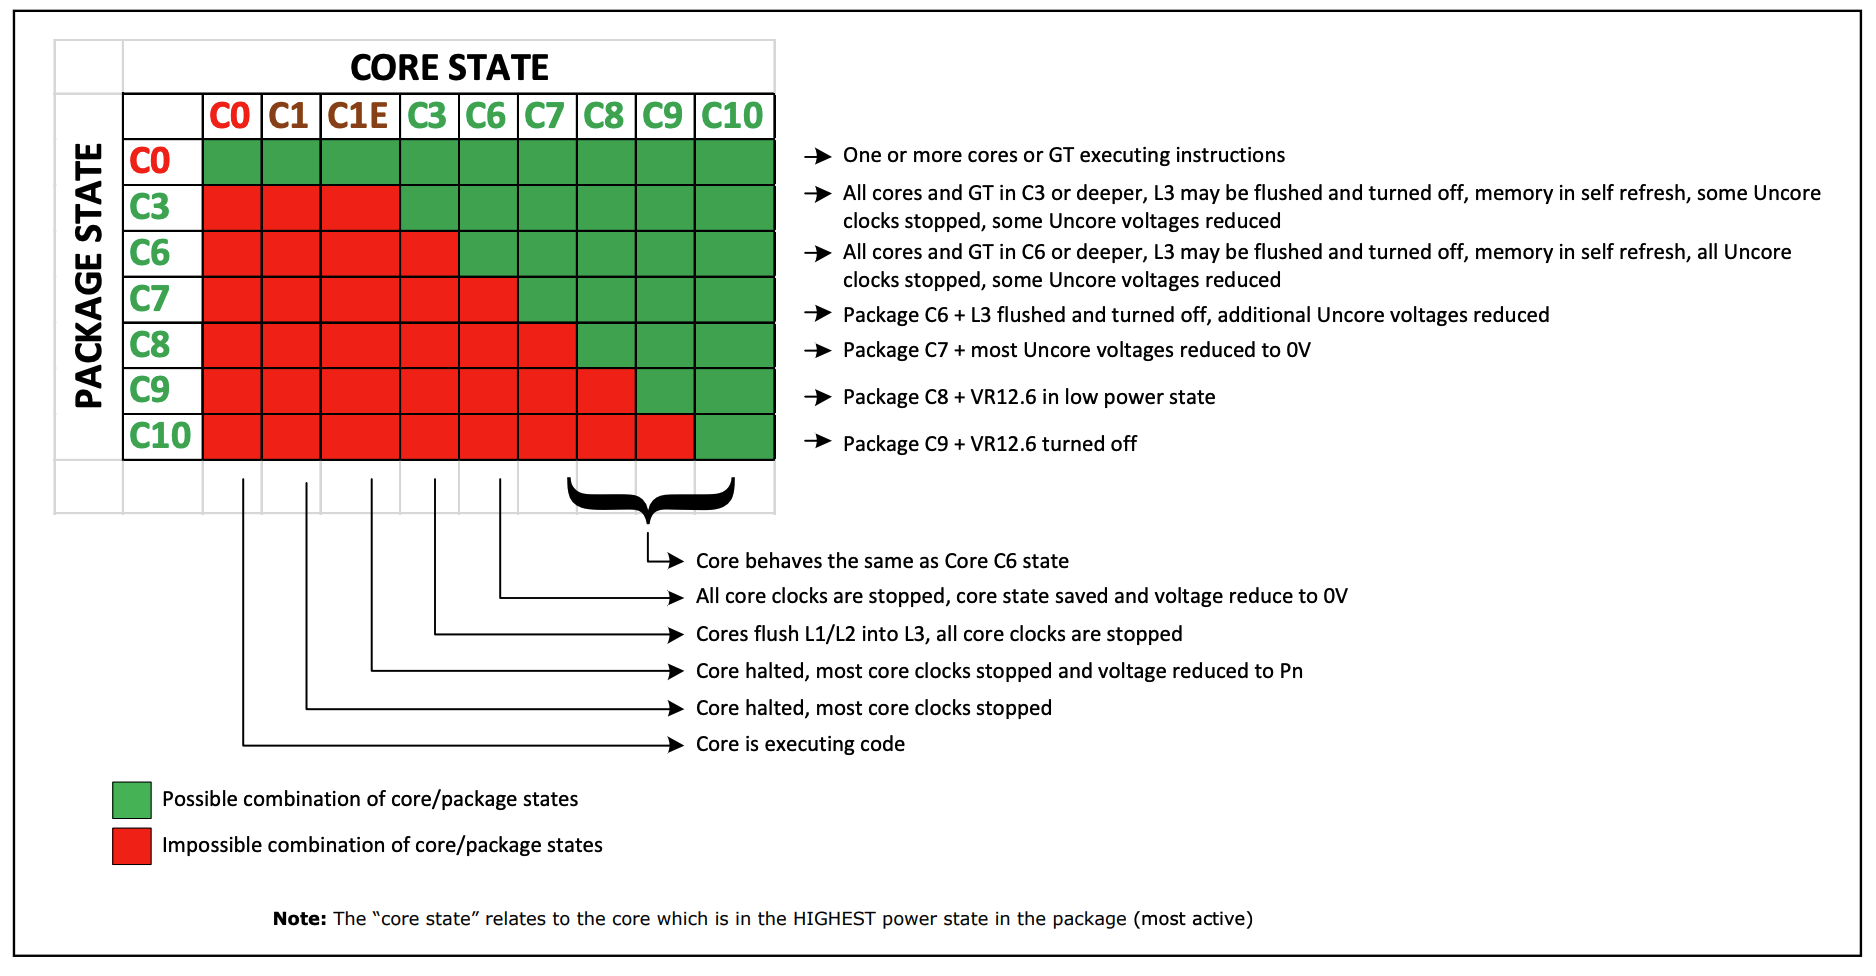 CORE STATE
PACKAGE STATE
C0 C1 C1E C3 C6 C7 C8 C9 C10
C0
C3
C6
C7
C8
C9
C10
One or more cores or GT executing instructions
All cores and GT in C3 or deeper, L3 may be flushed and turned off, memory in self refresh, some Uncore
clocks stopped, some Uncore voltages reduced
All cores and GT in C6 or deeper, L3 may be flushed and turned off, memory in self refresh, all Uncore
clocks stopped, some Uncore voltages reduced
Package C6 + L3 flushed and turned off, additional Uncore voltages reduced
Package C7 + most Uncore voltages reduced to 0V
Package C8 + VR12.6 in low power state
Package C9 + VR12.6 turned off
Core behaves the same as Core C6 state
All core clocks are stopped, core state saved and voltage reduce to 0V
Cores flush L1/L2 into L3, all core clocks are stopped
Core halted, most core clocks stopped and voltage reduced to Pn
Core halted, most core clocks stopped
Core is executing code
Possible combination of core/package states
Impossible combination of core/package states
Note: The “core state” relates to the core which is in the HIGHEST power state in the package (most active)